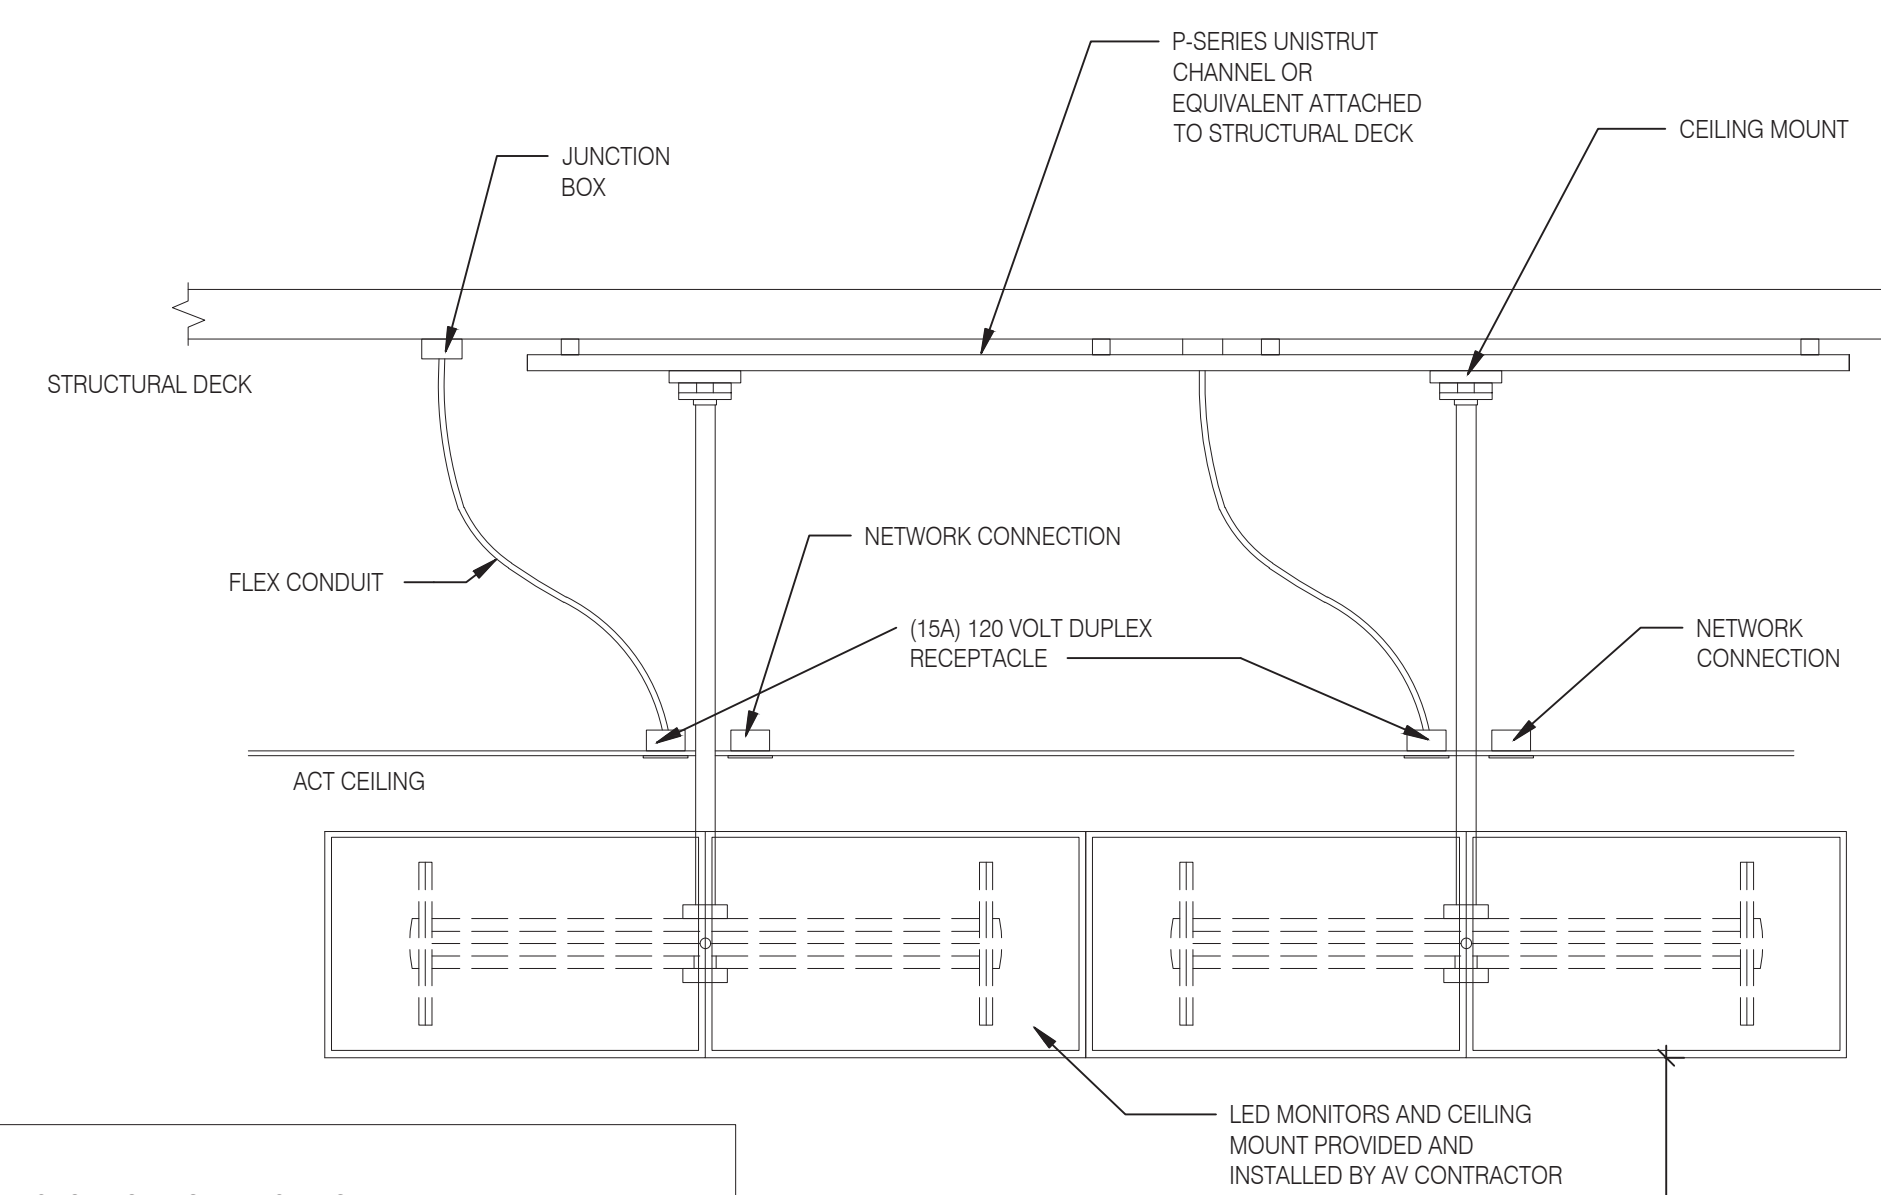 P-SERIES UNISTRUT
CHANNEL OR
EQUIVALENT ATTACHED
TO STRUCTURAL DECK
CEILING MOUNT
JUNCTION
BOX
STRUCTURAL DECK
NETWORK CONNECTION
FLEX CONDUIT
(15A) 120 VOLT DUPLEX
RECEPTACLE
NETWORK
CONNECTION
ACT CEILING
LED MONITORS AND CEILING
MOUNT PROVIDED AND
INSTALLED BY AV CONTRACTOR